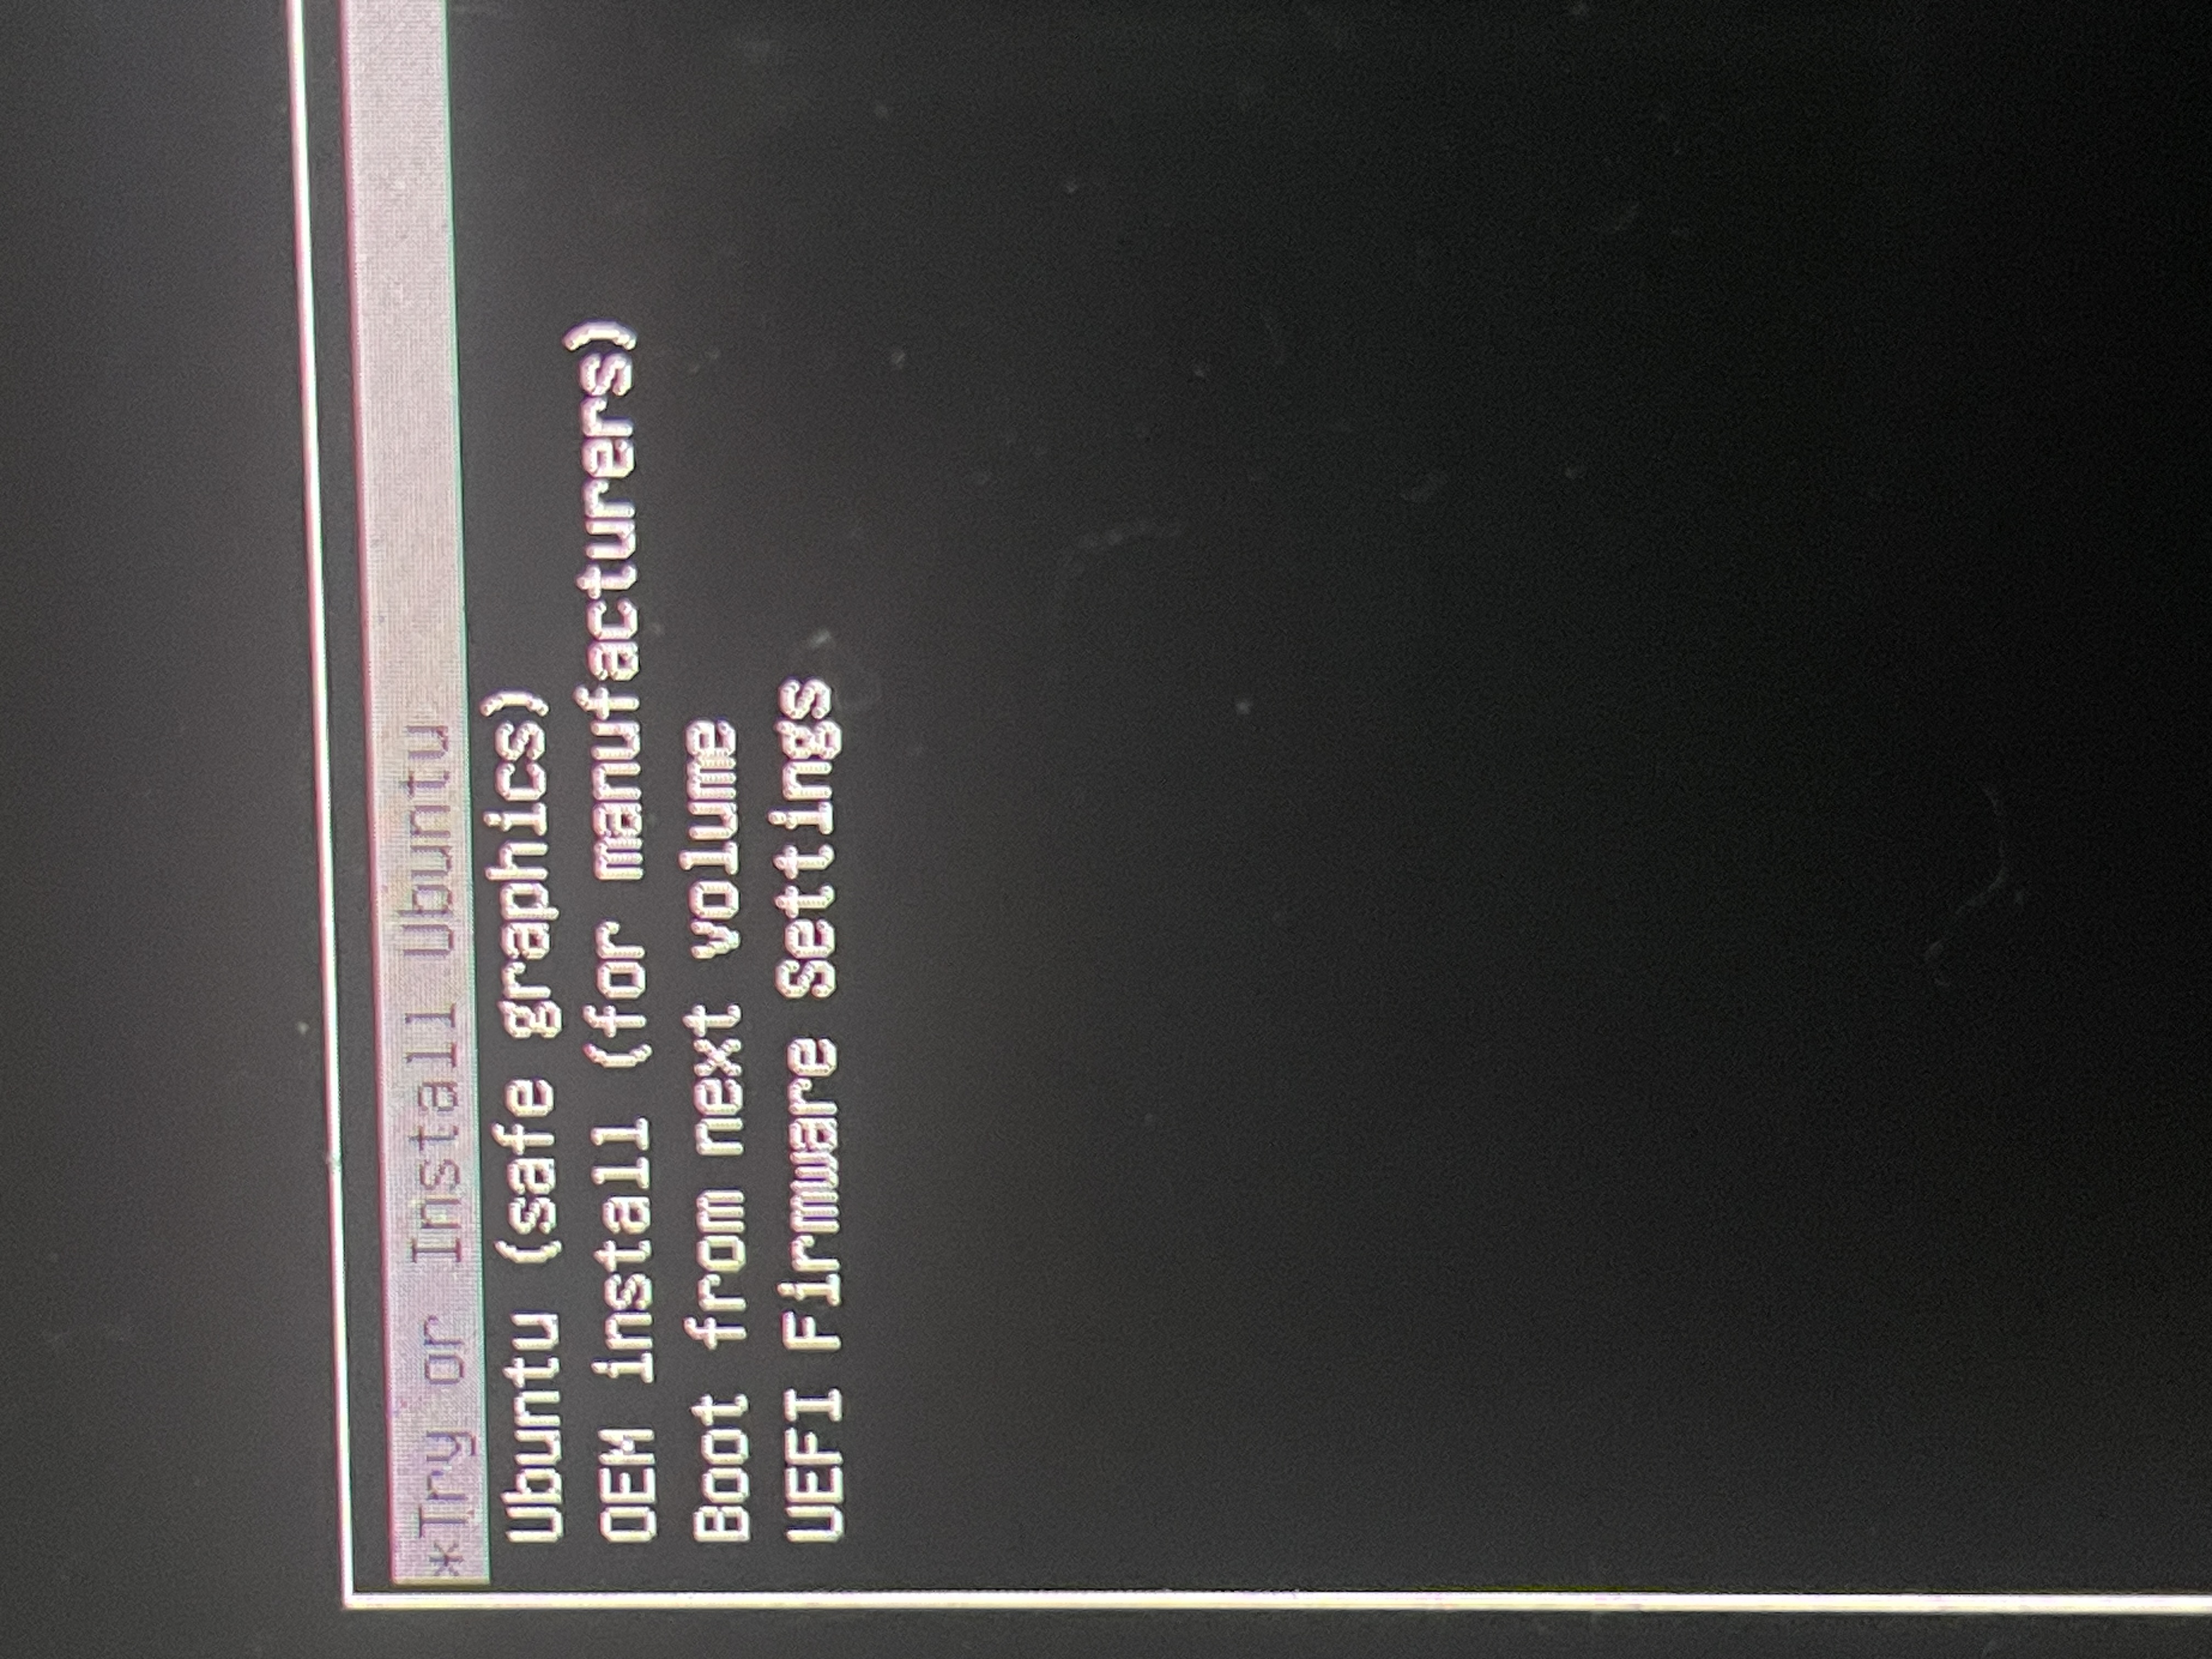 *Try or Install Ubuntu
Ubuntu (safe graphics)
OEM install (for manufacturers)
Boot from next volume
UEFI Firmware Settings